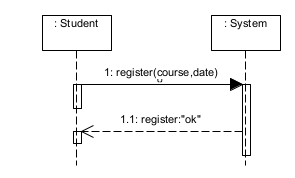 : Student
: System
1: register(course,date)
1.1: register:"ok"